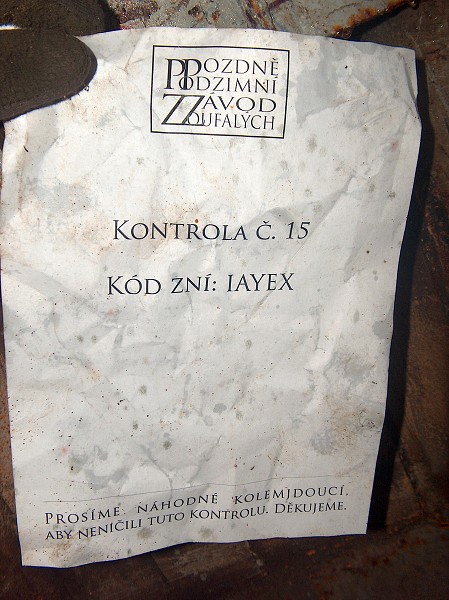 POZDNĚ
PODZIMNÍ
ZÁVOD
ZOUFALÝCH
KONTROLA Č. 15
KÓD ZNÍ: IAYEX
PROSÍME NÁHODNÉ KOLEMJDOUCÍ,
ABY NENIČILI TUTO KONTROLU. DĚKUJEME.